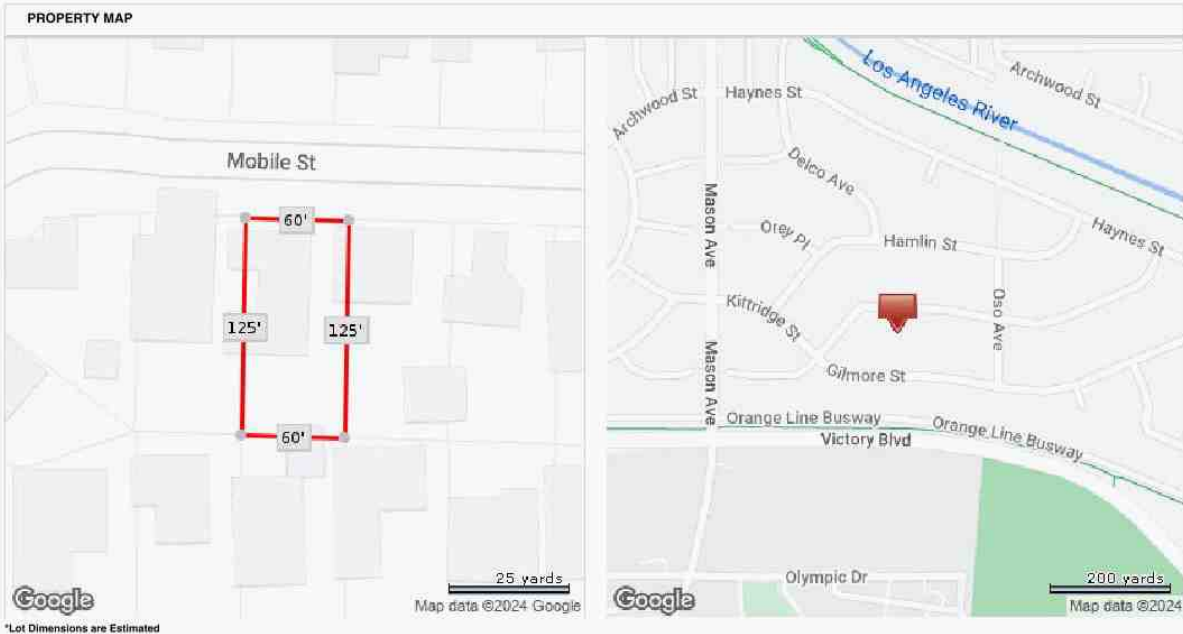 PROPERTY MAP
Mobile St
60'
125'
125'
60'
25 yards
Google
Map data ©2024 Google
Los Angeles River
Archwood St
Archwood St
Haynes St
Delco Ave
Mason Ave
Otey Pl
Hamlin St
Haynes St
Kittridge St
Oso Ave
Mason Ave
Gilmore St
Orange Line Busway
Orange Line Busway
Victory Blvd
Olympic Dr
200 yards
Google
Map data ©2024
*Lot Dimensions are Estimated